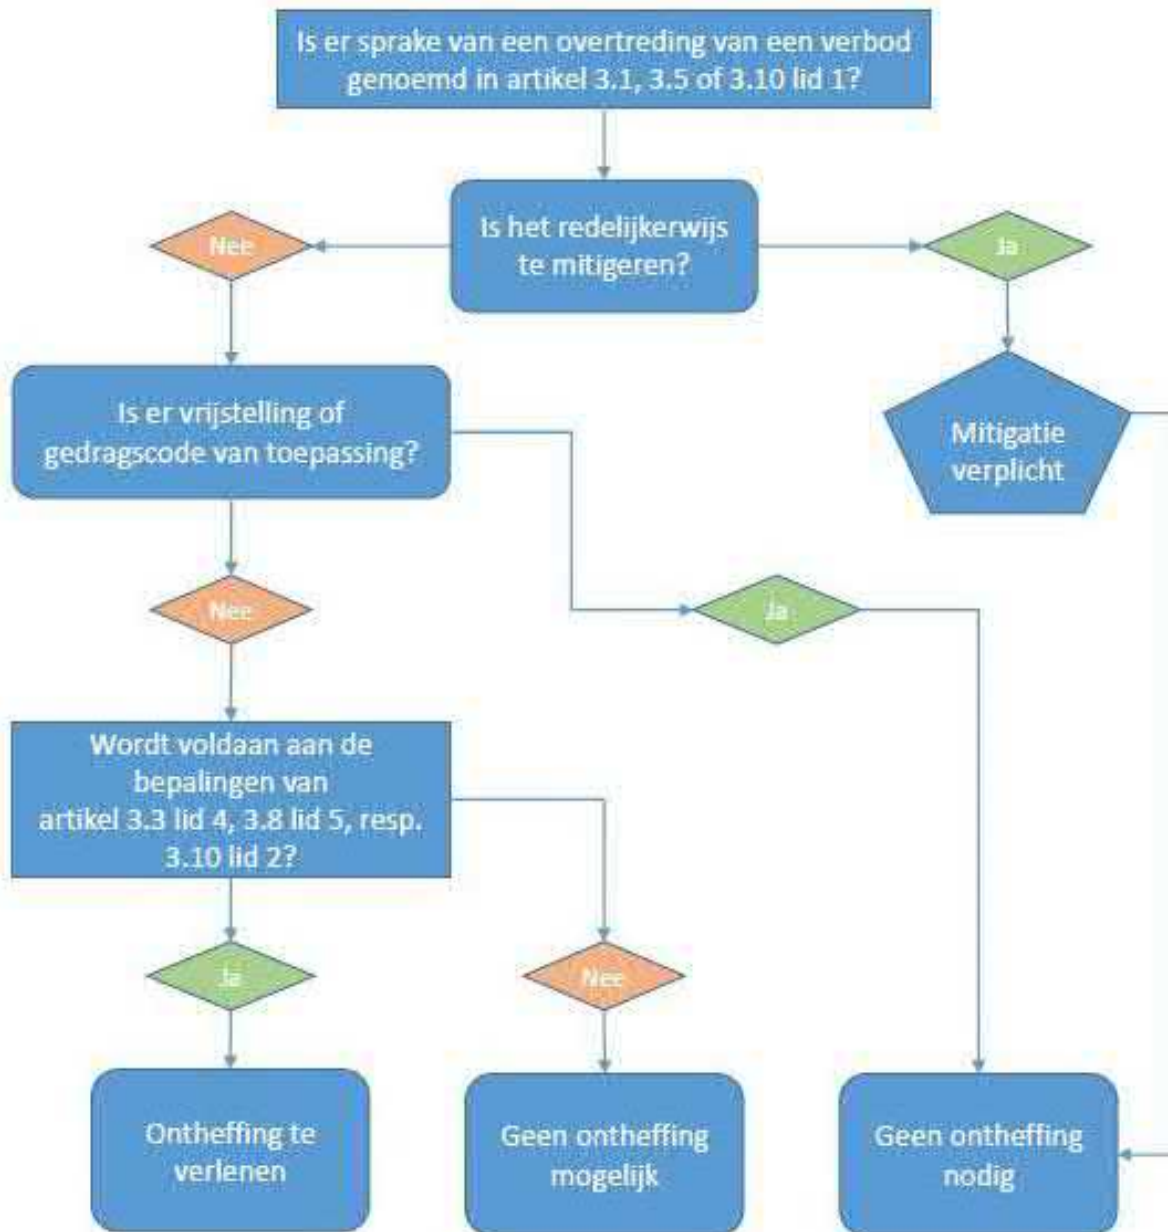 Is er sprake van een overtreding van een verbod
genoemd in artikel 3.1, 3.5 of 3.10 lid 1?
Nee
Is het redelijkerwijs
te mitigeren?
Ja
Is er vrijstelling of
gedragscode van toepassing?
Mitigatie
verplicht
Nee
Ja
Wordt voldaan aan de
bepalingen van
artikel 3.3 lid 4, 3.8 lid 5, resp.
3.10 lid 2?
Ja
Nee
Ontheffing te
verlenen
Geen ontheffing
mogelijk
Geen ontheffing
nodig